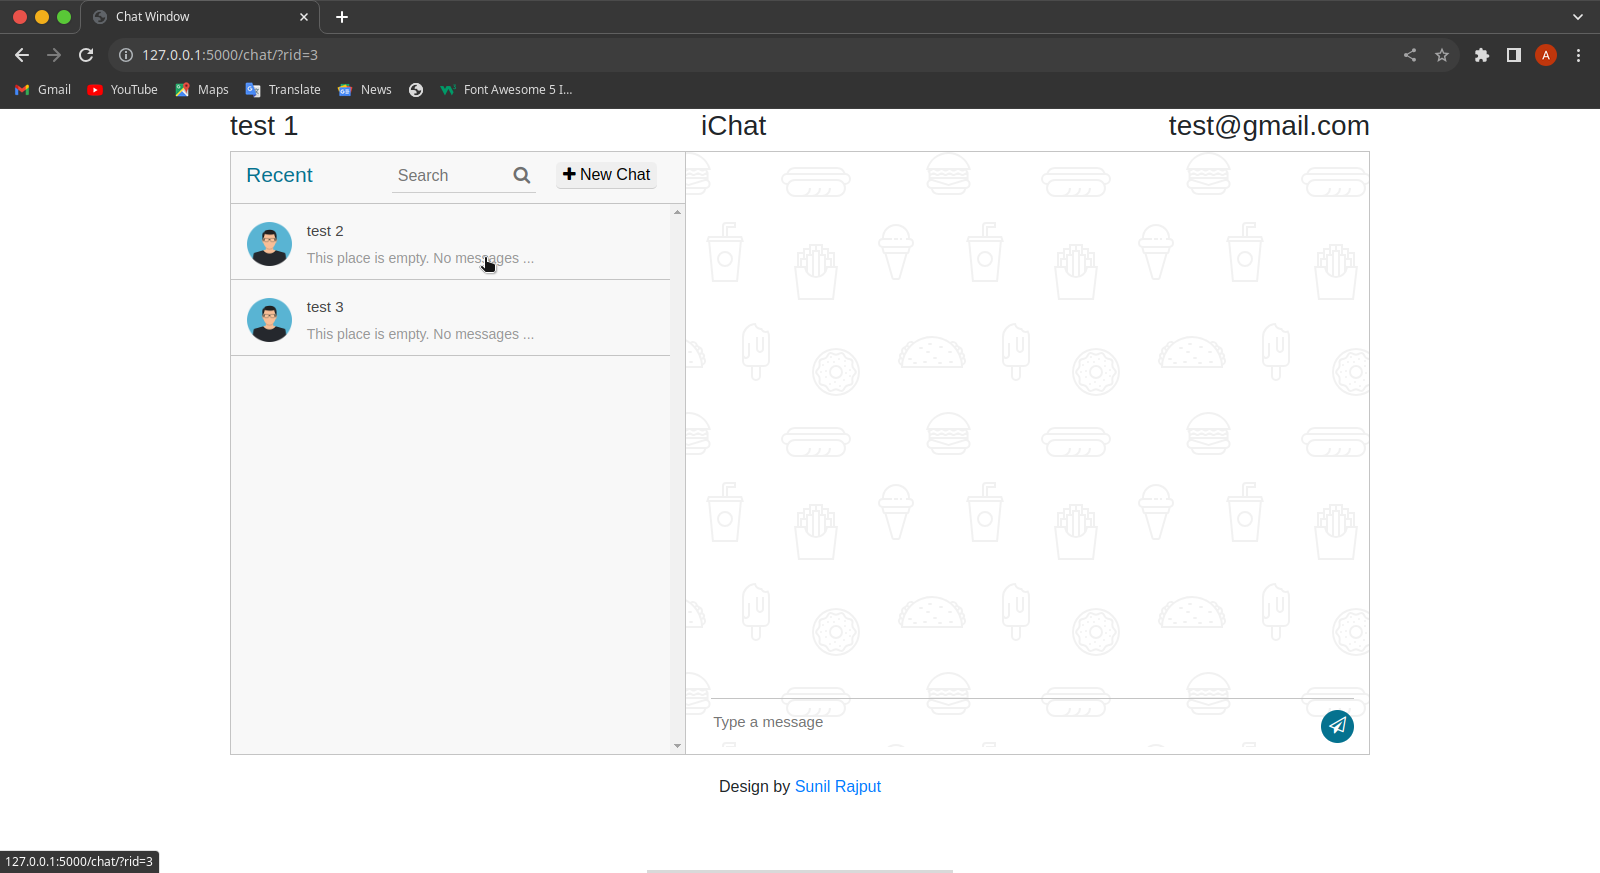 Chat Window
127.0.0.1:5000/chat/?rid=3
A
Gmail YouTube Maps Translate News Font Awesome 5 I...
test 1 iChat test@gmail.com
Recent Search New Chat
test 2
This place is empty. No messages ...
test 3
This place is empty. No messages ...
Type a message
Design by Sunil Rajput
127.0.0.1:5000/chat/?rid=3